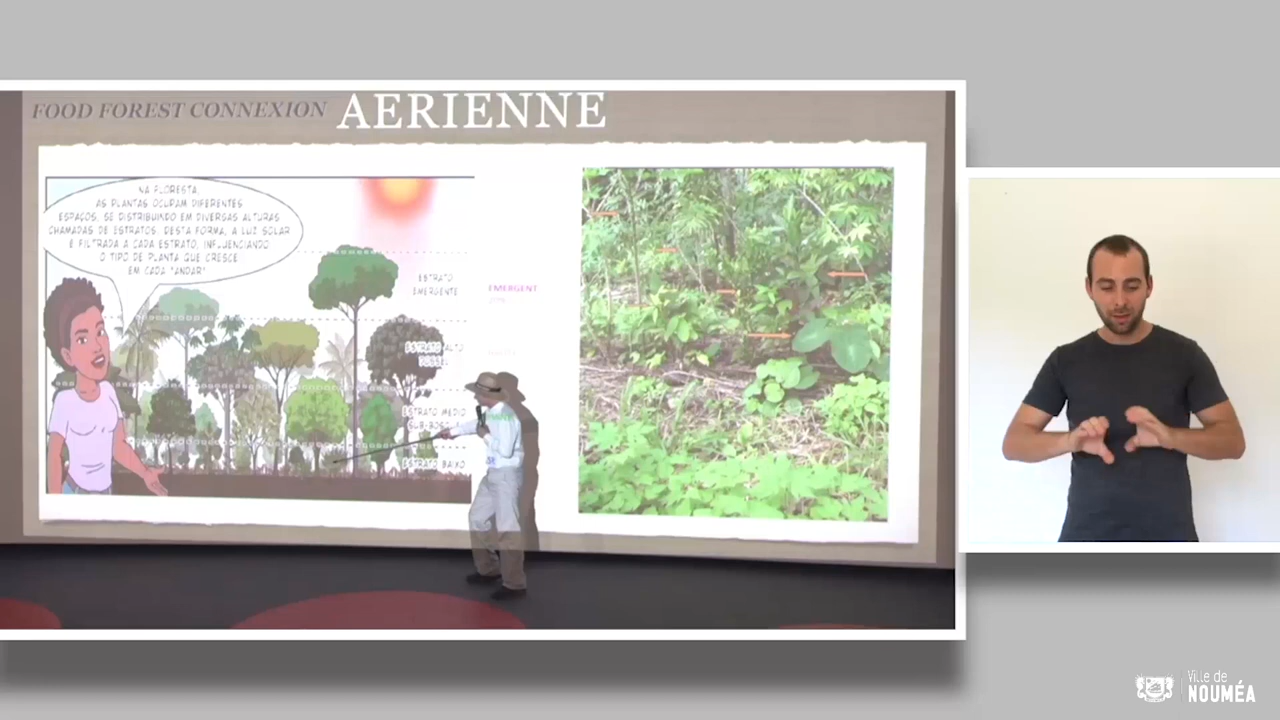 FOOD FOREST CONNEXION AERIENNE
NA FLORESTA,
AS PLANTAS OCUPAM DIFERENTES
ESPAÇOS, SE DISTRIBUINDO EM DIVERSAS ALTURAS
CHAMADAS DE ESTRATOS. DESTA FORMA, A LUZ SOLAR
É FILTRADA A CADA ESTRATO, INFLUENCIANDO
O TIPO DE PLANTA QUE CRESCE
EM CADA "ANDAR"
ESTRATO
EMERGENTE
EMERGENT
ESTRATO ALTO
ESTRATO MEDIO
ESTRATO BAIXO
Ville de
NOUMÉA